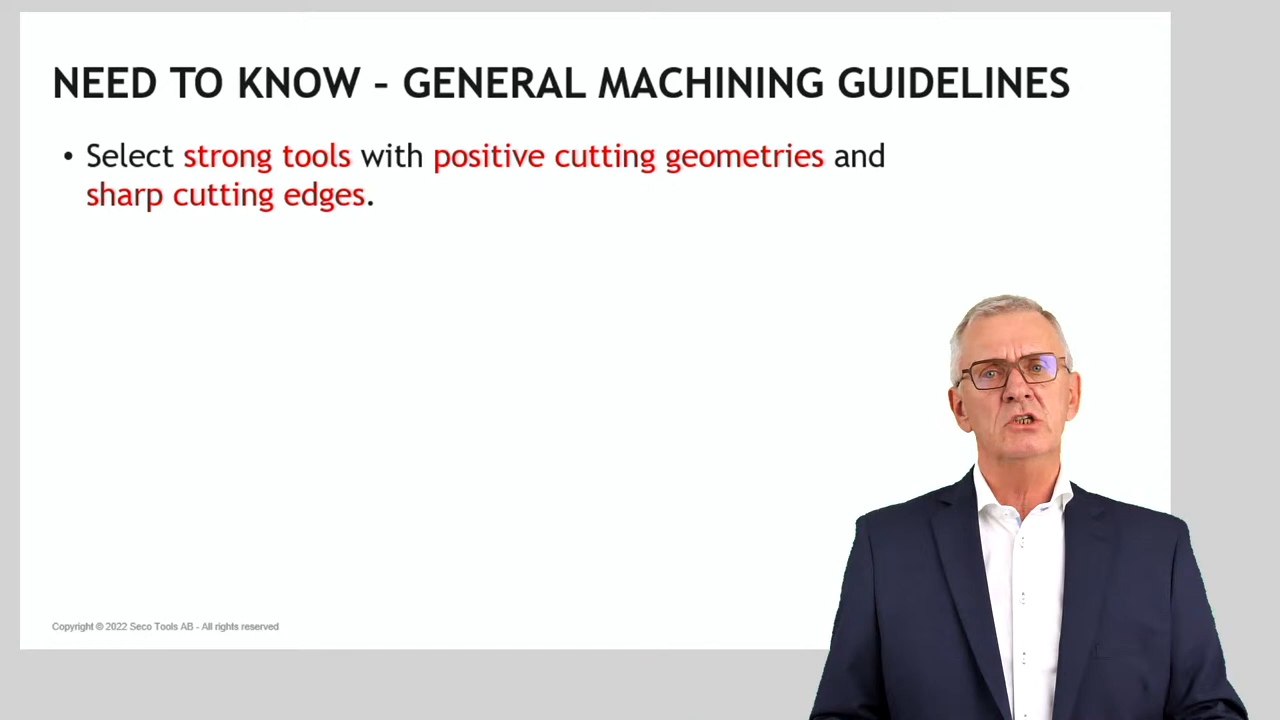 NEED TO KNOW – GENERAL MACHINING GUIDELINES
• Select strong tools with positive cutting geometries and
sharp cutting edges.
Copyright © 2022 Seco Tools AB - All rights reserved